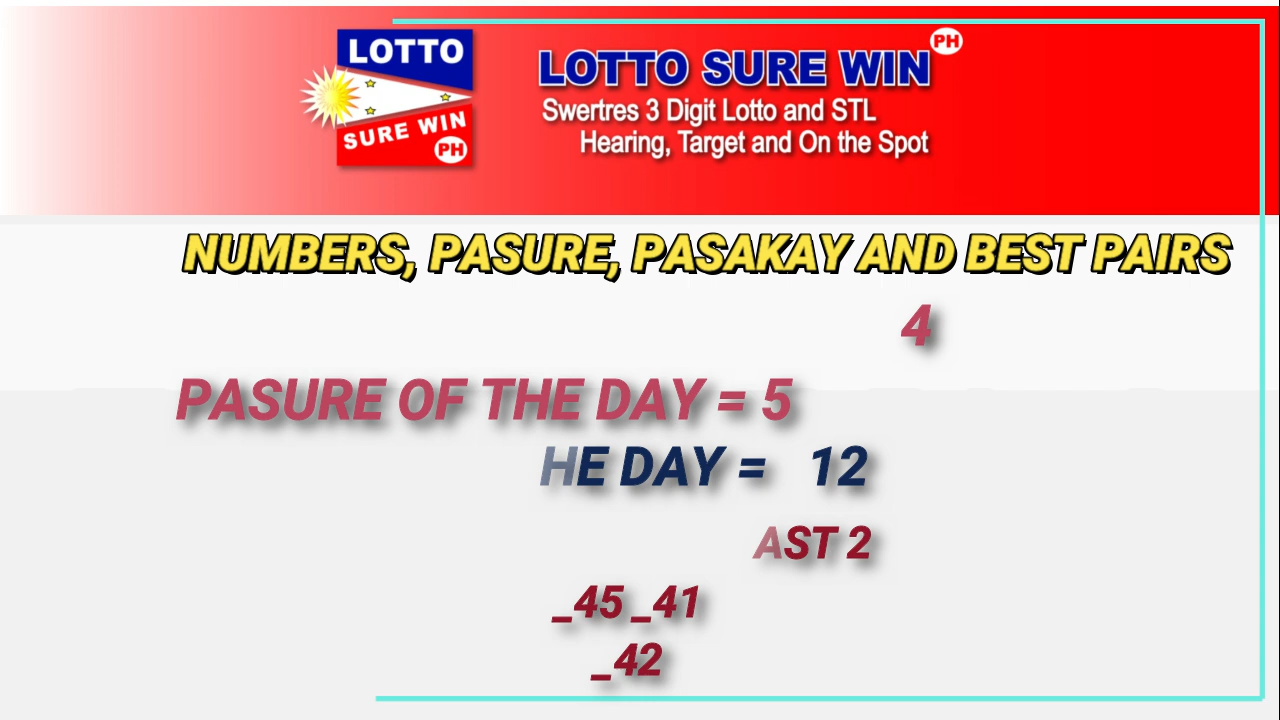 LOTTO
SURE WIN
PH
LOTTO SURE WIN PH
Swertres 3 Digit Lotto and STL
Hearing, Target and On the Spot
NUMBERS, PASURE, PASAKAY AND BEST PAIRS
4
PASURE OF THE DAY = 5
HE DAY = 12
AST 2
_45 _41
_42